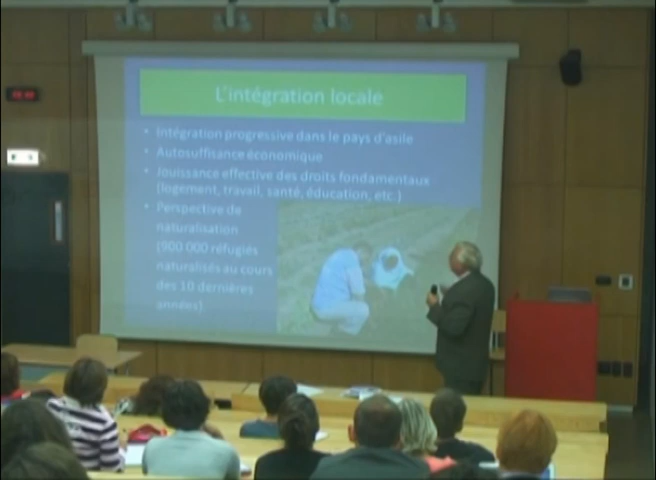 L'intégration locale
• Intégration progressive dans le pays d'asile
• Autosuffisance économique
• Jouissance effective des droits fondamentaux
(logement, travail, santé, éducation, etc.)
• Perspective de
naturalisation
(900 000 réfugiés
naturalisés au cours
des 10 dernières
années)